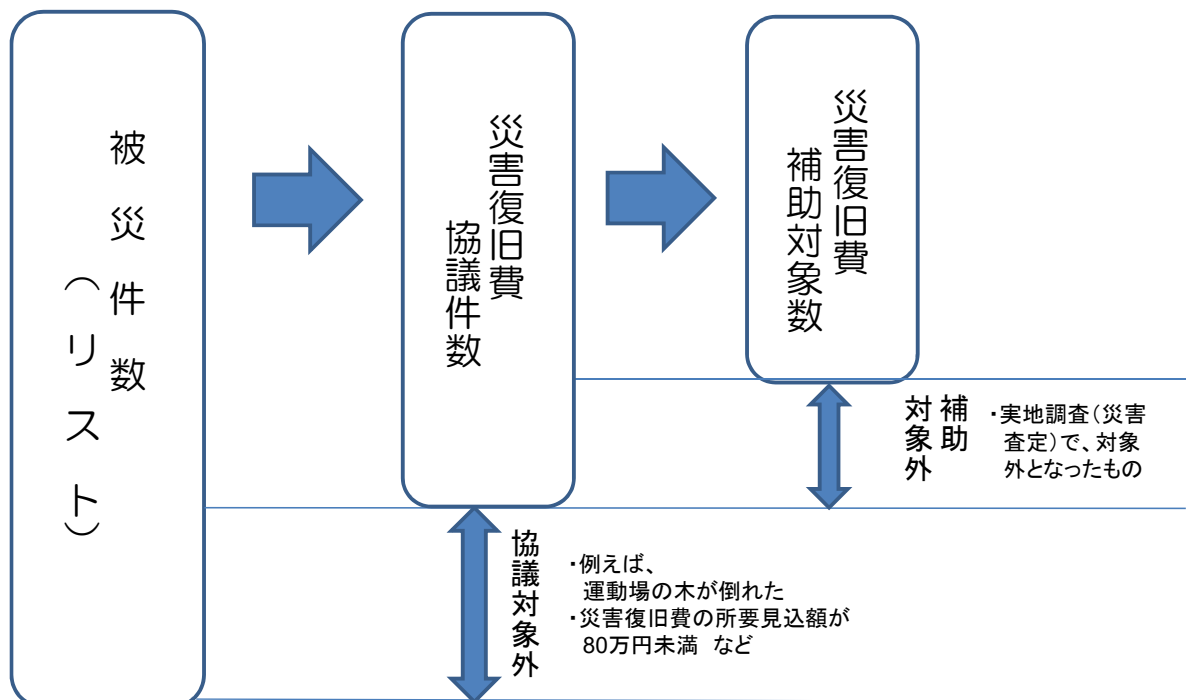 被災件数
（リスト）
災害復旧費
協議件数
災害復旧費
補助対象数
補助
対象外
・実地調査（災害
査定）で、対象
外となったもの
協議対象外
・例えば、
運動場の木が倒れた
・災害復旧費の所要見込額が
80万円未満 など